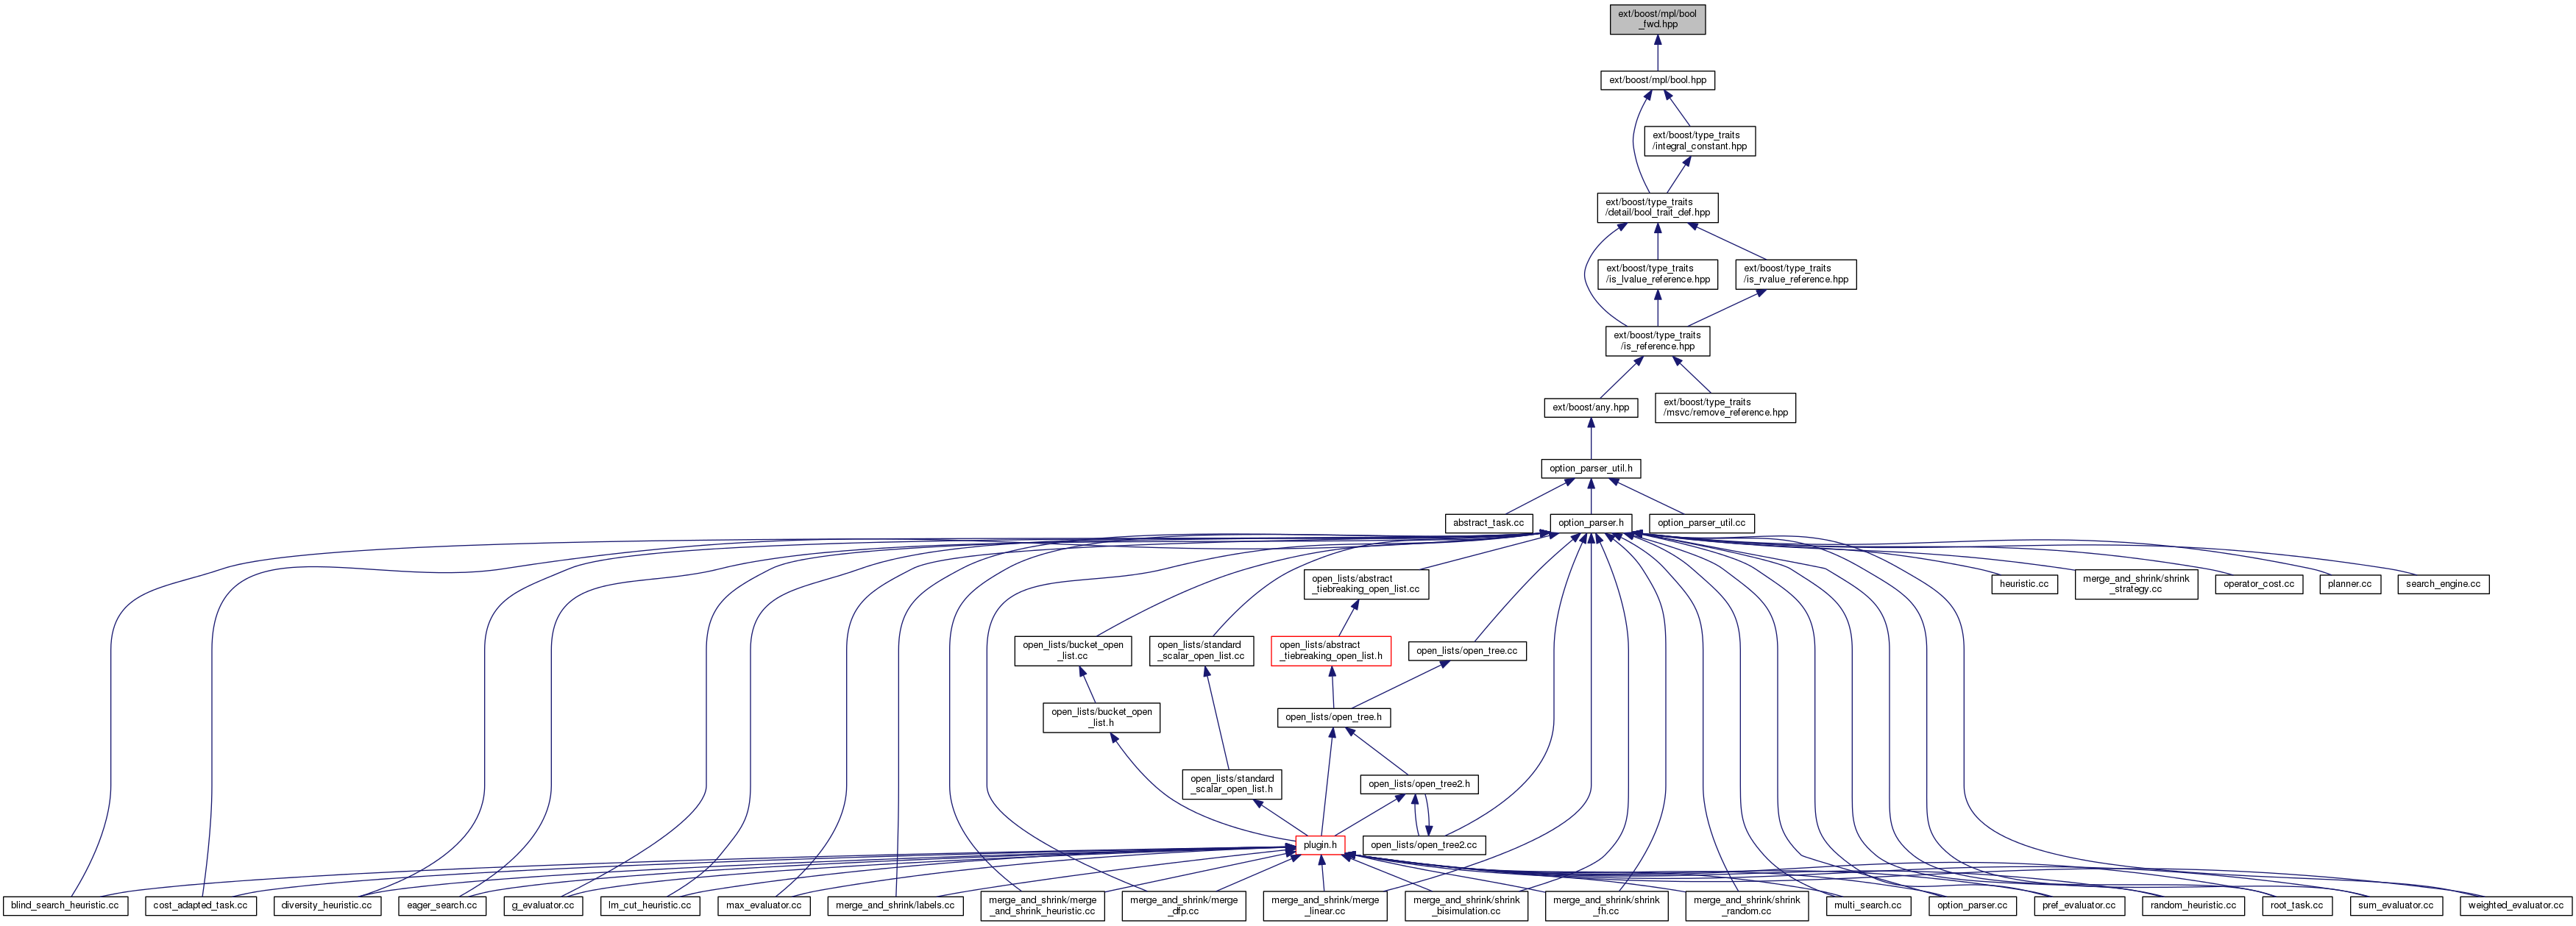 ext/boost/mpl/bool
_fwd.hpp
ext/boost/mpl/bool.hpp
ext/boost/type_traits
/integral_constant.hpp
ext/boost/type_traits
/detail/bool_trait_def.hpp
ext/boost/type_traits
/is_lvalue_reference.hpp
ext/boost/type_traits
/is_rvalue_reference.hpp
ext/boost/type_traits
/is_reference.hpp
ext/boost/any.hpp
ext/boost/type_traits
/msvc/remove_reference.hpp
option_parser_util.h
abstract_task.cc
option_parser.h
option_parser_util.cc
open_lists/abstract
_tiebreaking_open_list.cc
heuristic.cc
merge_and_shrink/shrink
_strategy.cc
operator_cost.cc
planner.cc
search_engine.cc
open_lists/bucket_open
_list.cc
open_lists/standard
_scalar_open_list.cc
open_lists/abstract
_tiebreaking_open_list.h
open_lists/open_tree.cc
open_lists/bucket_open
_list.h
open_lists/open_tree.h
open_lists/standard
_scalar_open_list.h
open_lists/open_tree2.h
plugin.h
open_lists/open_tree2.cc
blind_search_heuristic.cc
cost_adapted_task.cc
diversity_heuristic.cc
eager_search.cc
g_evaluator.cc
lm_cut_heuristic.cc
max_evaluator.cc
merge_and_shrink/labels.cc
merge_and_shrink/merge
_and_shrink_heuristic.cc
merge_and_shrink/merge
_dfp.cc
merge_and_shrink/merge
_linear.cc
merge_and_shrink/shrink
_bisimulation.cc
merge_and_shrink/shrink
_fh.cc
merge_and_shrink/shrink
_random.cc
multi_search.cc
option_parser.cc
pref_evaluator.cc
random_heuristic.cc
root_task.cc
sum_evaluator.cc
weighted_evaluator.cc